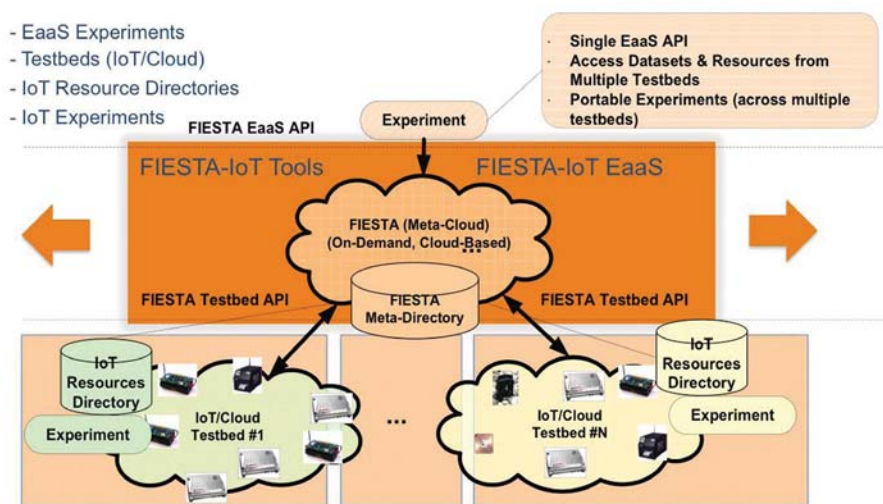 - EaaS Experiments
- Testbeds (IoT/Cloud)
- IoT Resource Directories
- IoT Experiments
· Single EaaS API
· Access Datasets & Resources from
Multiple Testbeds
· Portable Experiments (across multiple
testbeds)
Experiment
FIESTA EaaS API
FIESTA-IoT Tools
FIESTA-IoT EaaS
FIESTA (Meta-Cloud)
(On-Demand, Cloud-Based)
...
FIESTA Testbed API
FIESTA Testbed API
FIESTA
Meta-Directory
IoT
Resources
Directory
Experiment
IoT/Cloud
Testbed #1
...
IoT/Cloud
Testbed #N
IoT
Resources
Directory
Experiment